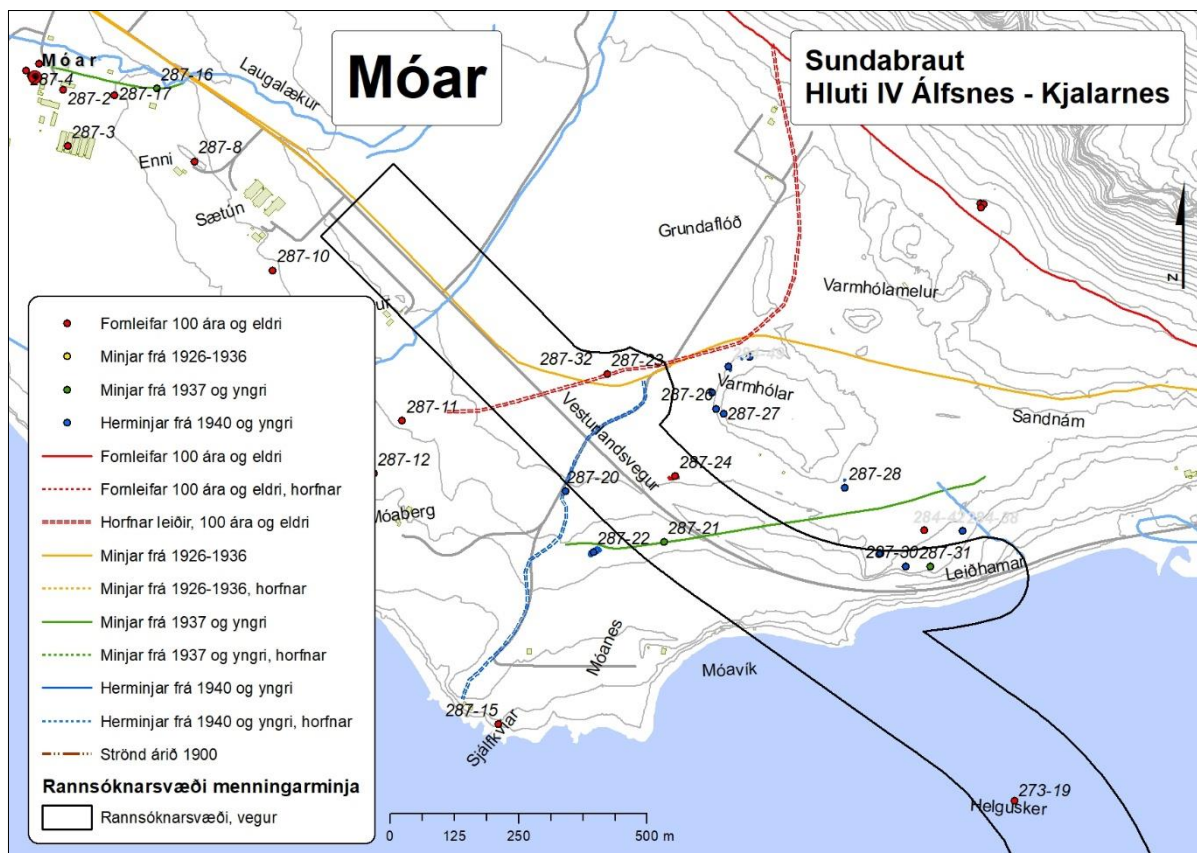 Móar
Sundabraut
Hluti IV Álfsnes - Kjalarnes
Móar
287-4
287-2
287-17
287-16
287-3
Laugalækur
Enni
287-8
Sætún
287-10
Grundaflóð
Varmhólamelur
N
287-32
287-23
Varmhólar
287-26
287-27
Sandnám
287-11
Vesturlandsvegur
287-24
287-12
287-20
287-28
Móaberg
287-21
287-22
287-30
287-31
Leiðhamar
Móanes
Móavík
287-15
Sjálfkvíar
273-19
Helgusker
Fornleifar 100 ára og eldri
Minjar frá 1926-1936
Minjar frá 1937 og yngri
Herminjar frá 1940 og yngri
Fornleifar 100 ára og eldri
Fornleifar 100 ára og eldri, horfnar
Horfnar leiðir, 100 ára og eldri
Minjar frá 1926-1936
Minjar frá 1926-1936, horfnar
Minjar frá 1937 og yngri
Minjar frá 1937 og yngri, horfnar
Herminjar frá 1940 og yngri
Herminjar frá 1940 og yngri, horfnar
Strönd árið 1900
Rannsóknarsvæði menningarminja
Rannsóknarsvæði, vegur
0 125 250 500 m